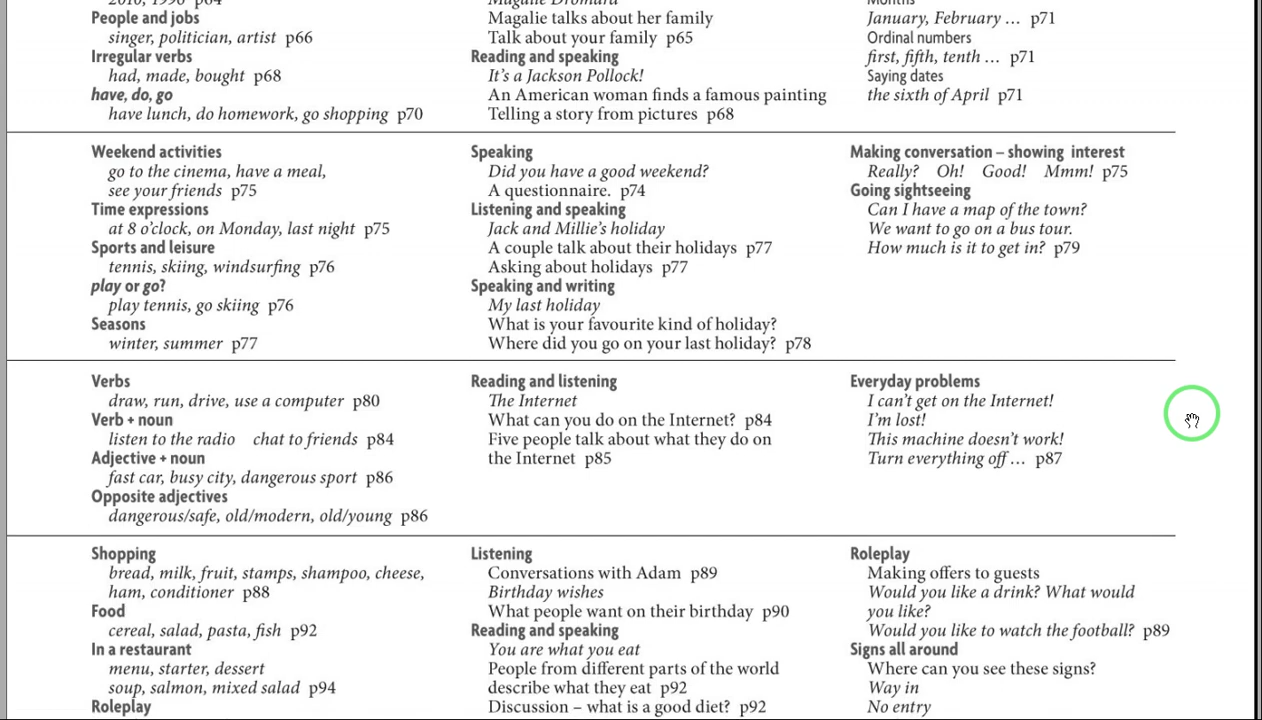 2010, 1996 p64
People and jobs
singer, politician, artist p66
Irregular verbs
had, made, bought p68
have, do, go
have lunch, do homework, go shopping p70
Magalie Dromard
Magalie talks about her family
Talk about your family p65
Reading and speaking
It's a Jackson Pollock!
An American woman finds a famous painting
Telling a story from pictures p68
Months
January, February … p71
Ordinal numbers
first, fifth, tenth … p71
Saying dates
the sixth of April p71
Weekend activities
go to the cinema, have a meal,
see your friends p75
Time expressions
at 8 o'clock, on Monday, last night p75
Sports and leisure
tennis, skiing, windsurfing p76
play or go?
play tennis, go skiing p76
Seasons
winter, summer p77
Speaking
Did you have a good weekend?
A questionnaire. p74
Listening and speaking
Jack and Millie's holiday
A couple talk about their holidays p77
Asking about holidays p77
Speaking and writing
My last holiday
What is your favourite kind of holiday?
Where did you go on your last holiday? p78
Making conversation – showing interest
Really? Oh! Good! Mmm! p75
Going sightseeing
Can I have a map of the town?
We want to go on a bus tour.
How much is it to get in? p79
Verbs
draw, run, drive, use a computer p80
Verb + noun
listen to the radio chat to friends p84
Adjective + noun
fast car, busy city, dangerous sport p86
Opposite adjectives
dangerous/safe, old/modern, old/young p86
Reading and listening
The Internet
What can you do on the Internet? p84
Five people talk about what they do on
the Internet p85
Everyday problems
I can't get on the Internet!
I'm lost!
This machine doesn't work!
Turn everything off … p87
Shopping
bread, milk, fruit, stamps, shampoo, cheese,
ham, conditioner p88
Food
cereal, salad, pasta, fish p92
In a restaurant
menu, starter, dessert
soup, salmon, mixed salad p94
Roleplay
Listening
Conversations with Adam p89
Birthday wishes
What people want on their birthday p90
Reading and speaking
You are what you eat
People from different parts of the world
describe what they eat p92
Discussion – what is a good diet? p92
Roleplay
Making offers to guests
Would you like a drink? What would
you like?
Would you like to watch the football? p89
Signs all around
Where can you see these signs?
Way in
No entry